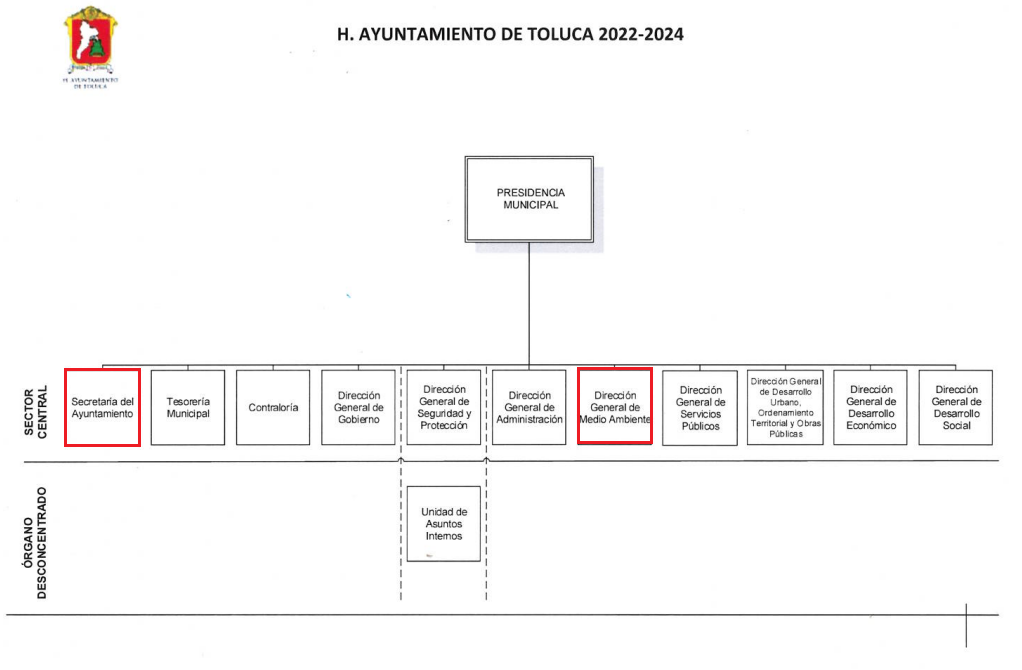 H. AYUNTAMIENTO DE TOLUCA 2022-2024
H. AYUNTAMIENTO
DE TOLUCA
PRESIDENCIA
MUNICIPAL
SECTOR
CENTRAL
Secretaría del
Ayuntamiento
Tesorería
Municipal
Contraloría
Dirección
General de
Gobierno
Dirección
General de
Seguridad y
Protección
Dirección
General de
Administración
Dirección
General de
Medio Ambiente
Dirección
General de
Servicios
Públicos
Dirección General
de Desarrollo
Urbano,
Ordenamiento
Territorial y Obras
Públicas
Dirección
General de
Desarrollo
Económico
Dirección
General de
Desarrollo
Social
ÓRGANO
DESCONCENTRADO
Unidad de
Asuntos
Internos